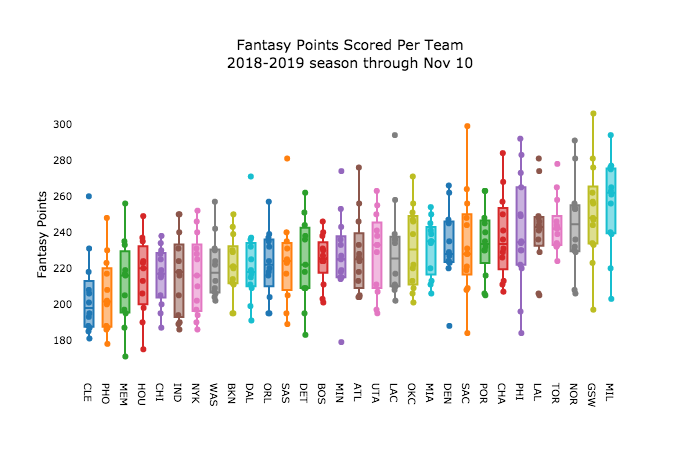 Fantasy Points Scored Per Team
2018-2019 season through Nov 10
300
280
260
240
220
200
180
Fantasy Points
CLE
PHO
MEM
HOU
CHI
IND
NYK
WAS
BKN
DAL
ORL
SAS
DET
BOS
MIN
ATL
UTA
LAC
OKC
MIA
DEN
SAC
POR
CHA
PHI
LAL
TOR
NOR
GSW
MIL